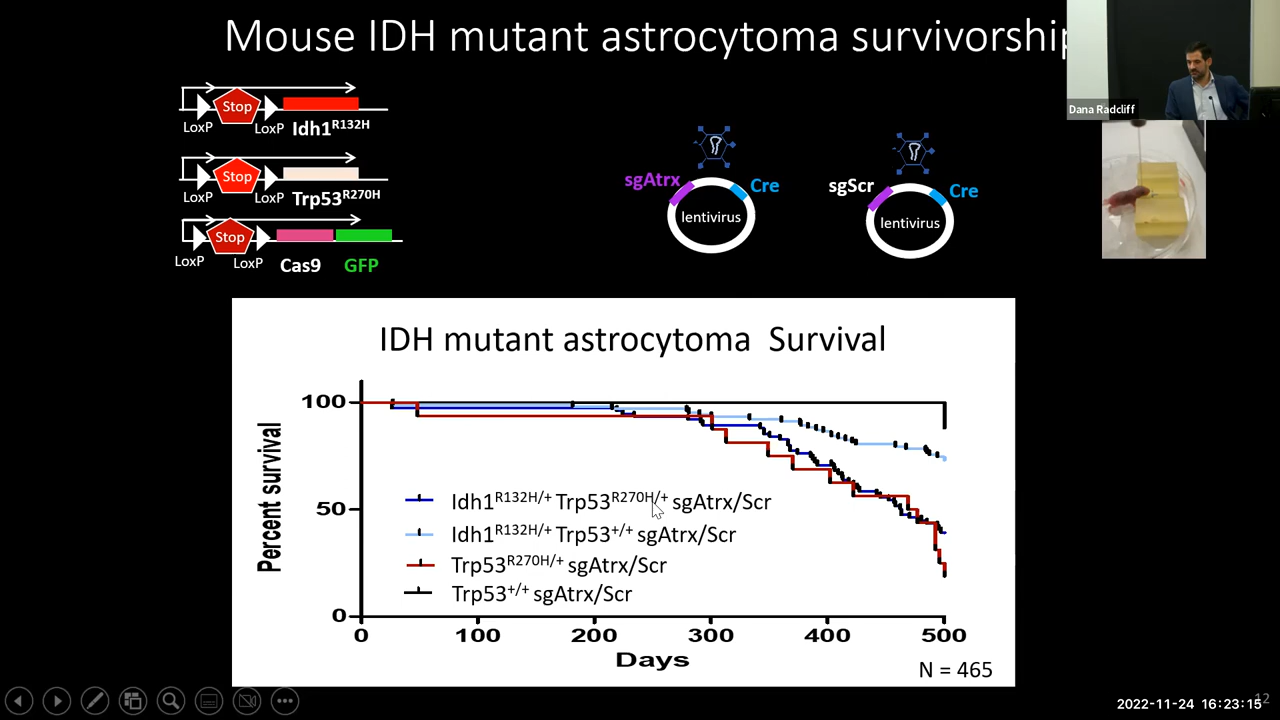 Mouse IDH mutant astrocytoma survivorship
Dana Radcliff
Stop
LoxP LoxP Idh1R132H
Stop
LoxP LoxP Trp53R270H
Stop
LoxP LoxP Cas9 GFP
sgAtrx Cre
lentivirus
sgScr Cre
lentivirus
IDH mutant astrocytoma Survival
Percent survival
100
50
0
Idh1R132H/+ Trp53R270H/+ sgAtrx/Scr
Idh1R132H/+ Trp53+/+ sgAtrx/Scr
Trp53R270H/+ sgAtrx/Scr
Trp53+/+ sgAtrx/Scr
0 100 200 300 400 500
Days
N = 465
12
2022-11-24 16:23:15